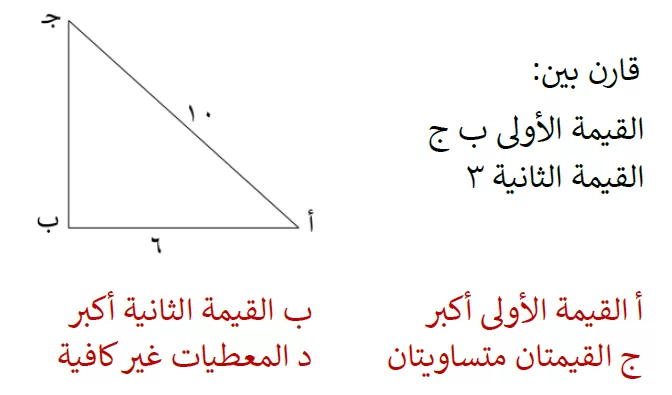 قارن بين:
القيمة الأولى ب ج
القيمة الثانية ٣
جـ
١٠
ب
أ
٦
أ القيمة الأولى أكبر
ب القيمة الثانية أكبر
ج القيمتان متساويتان
د المعطيات غير كافية